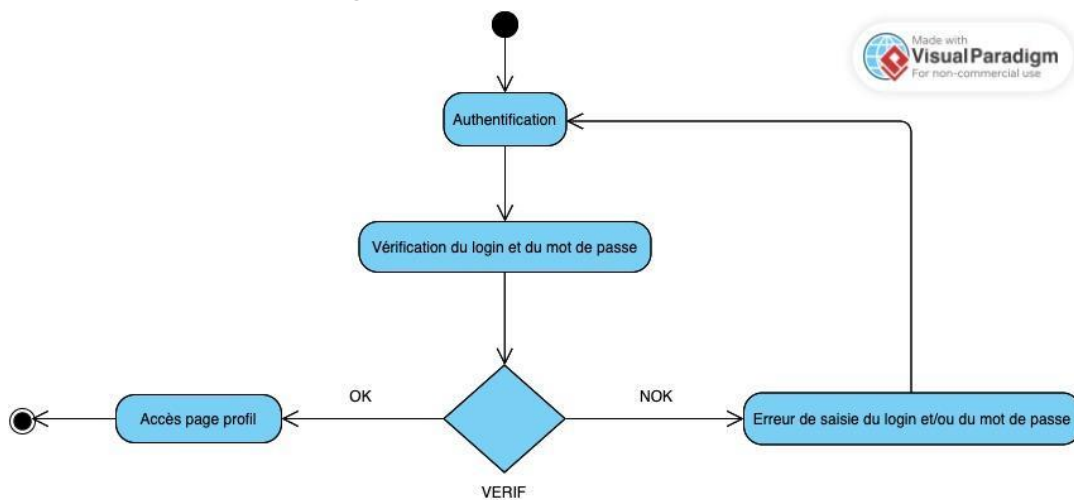 Made with
Visual Paradigm
For non-commercial use
Authentification
Vérification du login et du mot de passe
OK
NOK
Accès page profil
Erreur de saisie du login et/ou du mot de passe
VERIF